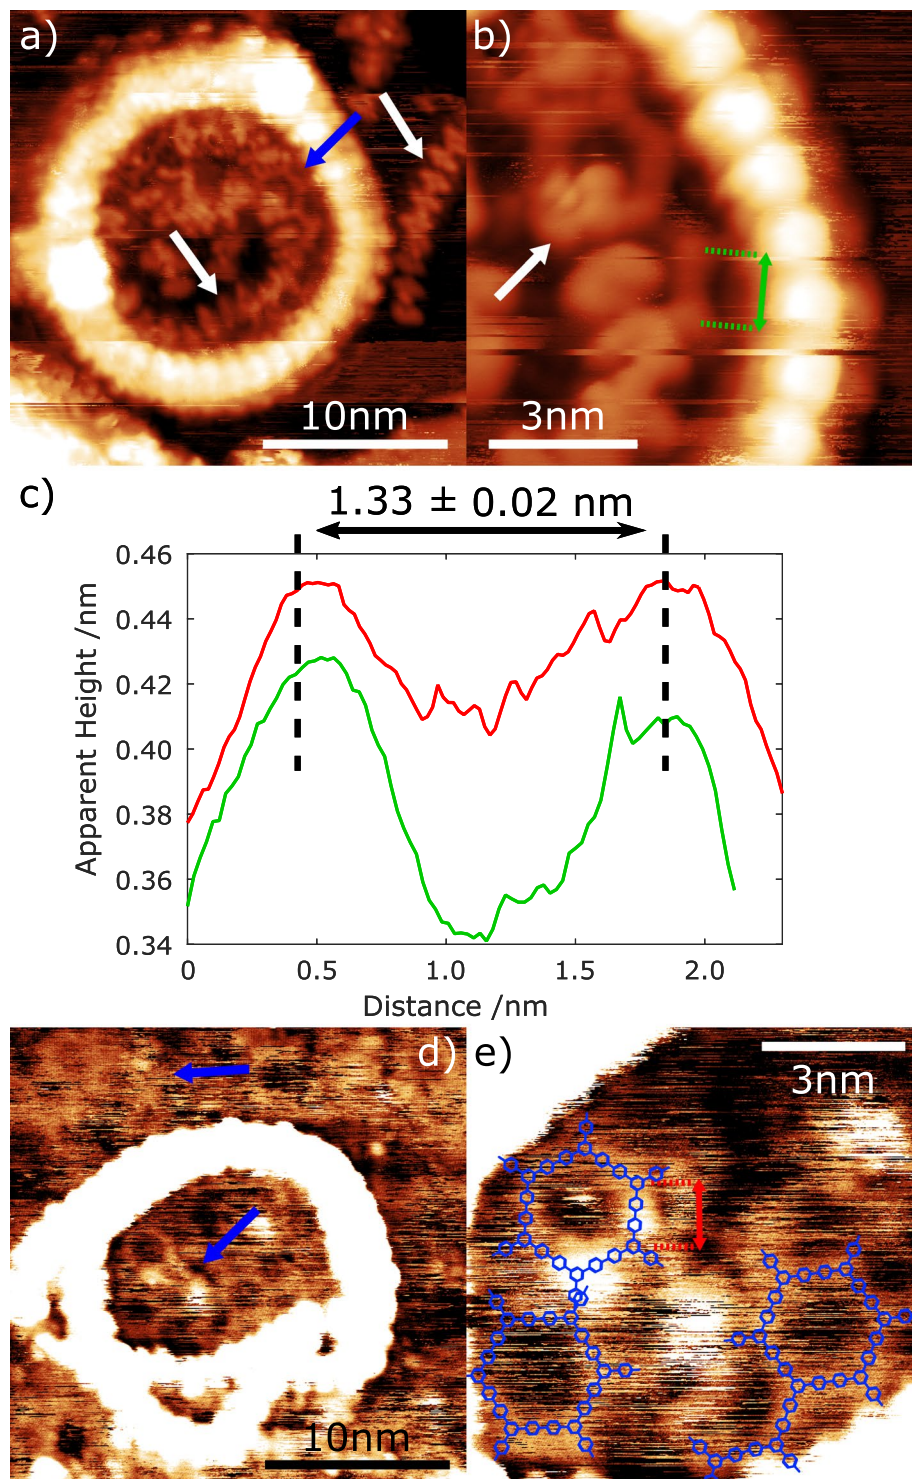 a)
b)
10nm
3nm
c)
1.33 ± 0.02 nm
0.46
0.44
0.42
0.40
0.38
0.36
0.34
Apparent Height /nm
0
0.5
1.0
1.5
2.0
Distance /nm
d)
e)
3nm
10nm